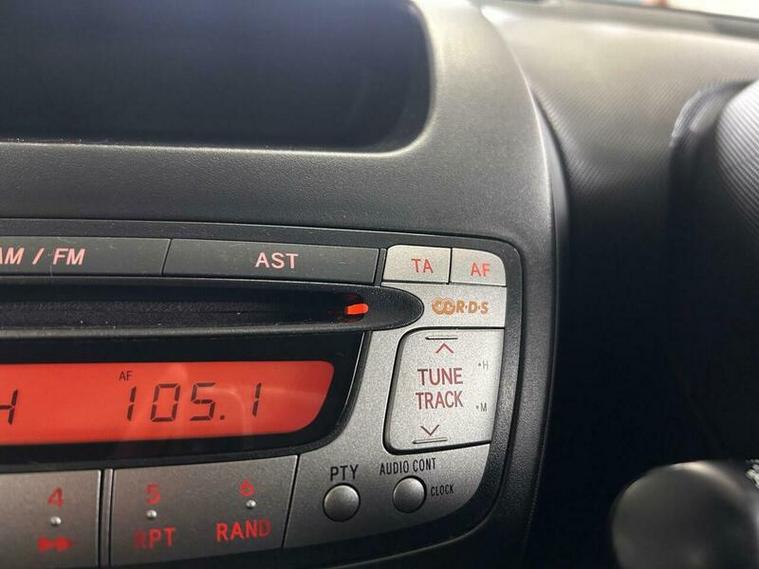 AM / FM
AST
TA
AF
R·D·S
TUNE
TRACK
·H
·M
AF
H
105.1
PTY
AUDIO CONT
CLOCK
4
5
RPT
6
RAND